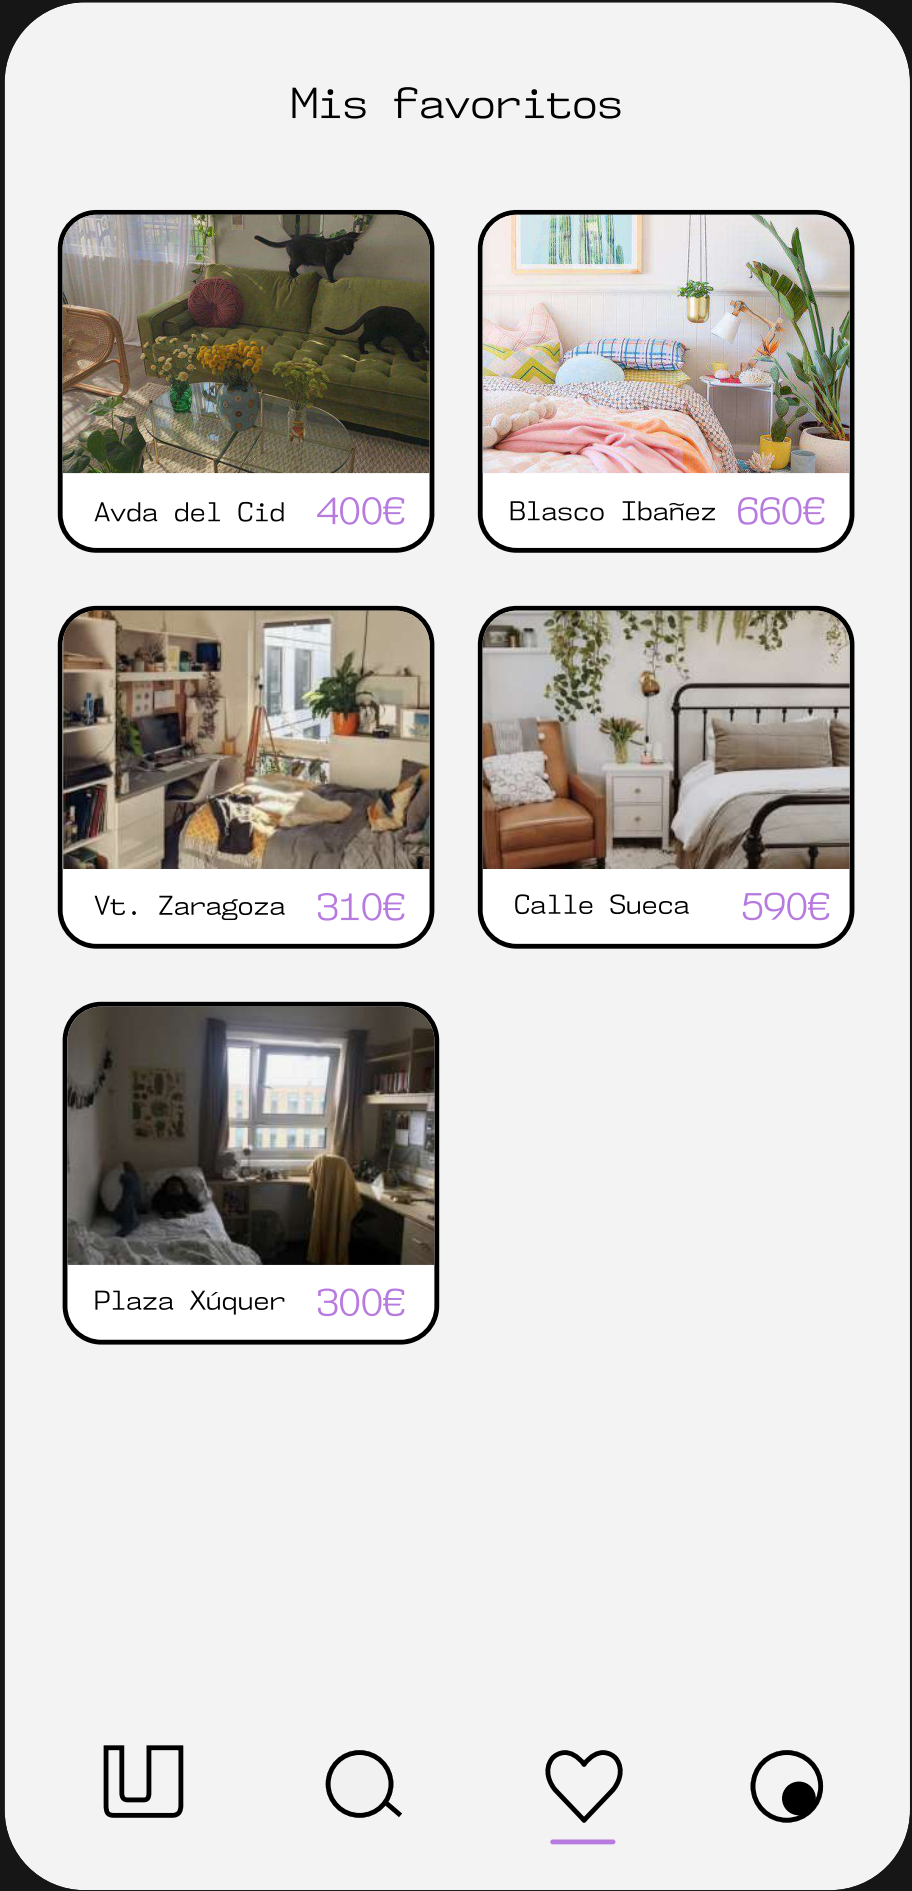 Mis favoritos
Avda del Cid 400€
Blasco Ibañez 660€
Vt. Zaragoza 310€
Calle Sueca 590€
Plaza Xúquer 300€